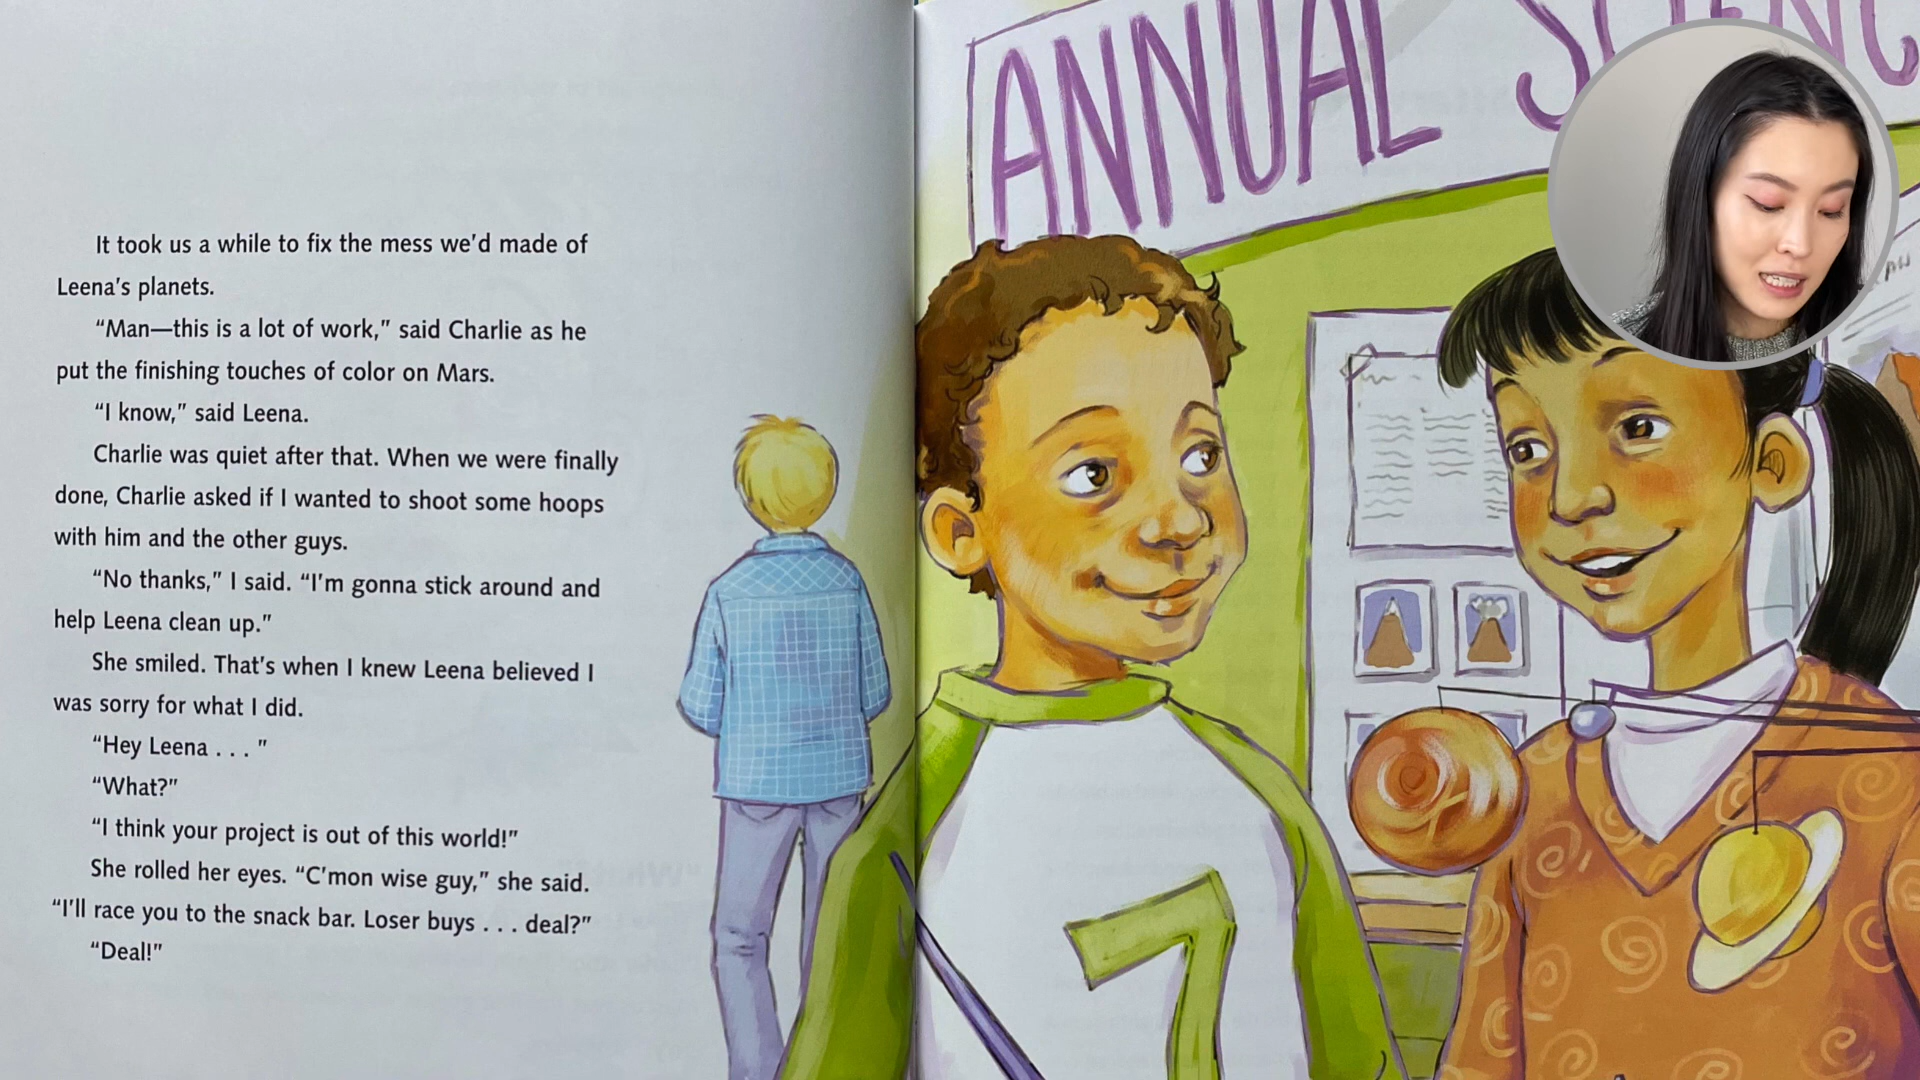 It took us a while to fix the mess we’d made of
Leena’s planets.
“Man—this is a lot of work,” said Charlie as he
put the finishing touches of color on Mars.
“I know,” said Leena.
Charlie was quiet after that. When we were finally
done, Charlie asked if I wanted to shoot some hoops
with him and the other guys.
“No thanks,” I said. “I’m gonna stick around and
help Leena clean up.”
She smiled. That’s when I knew Leena believed I
was sorry for what I did.
“Hey Leena . . . ”
“What?”
“I think your project is out of this world!”
She rolled her eyes. “C’mon wise guy,” she said.
“I’ll race you to the snack bar. Loser buys . . . deal?”
“Deal!”
ANNUAL
7